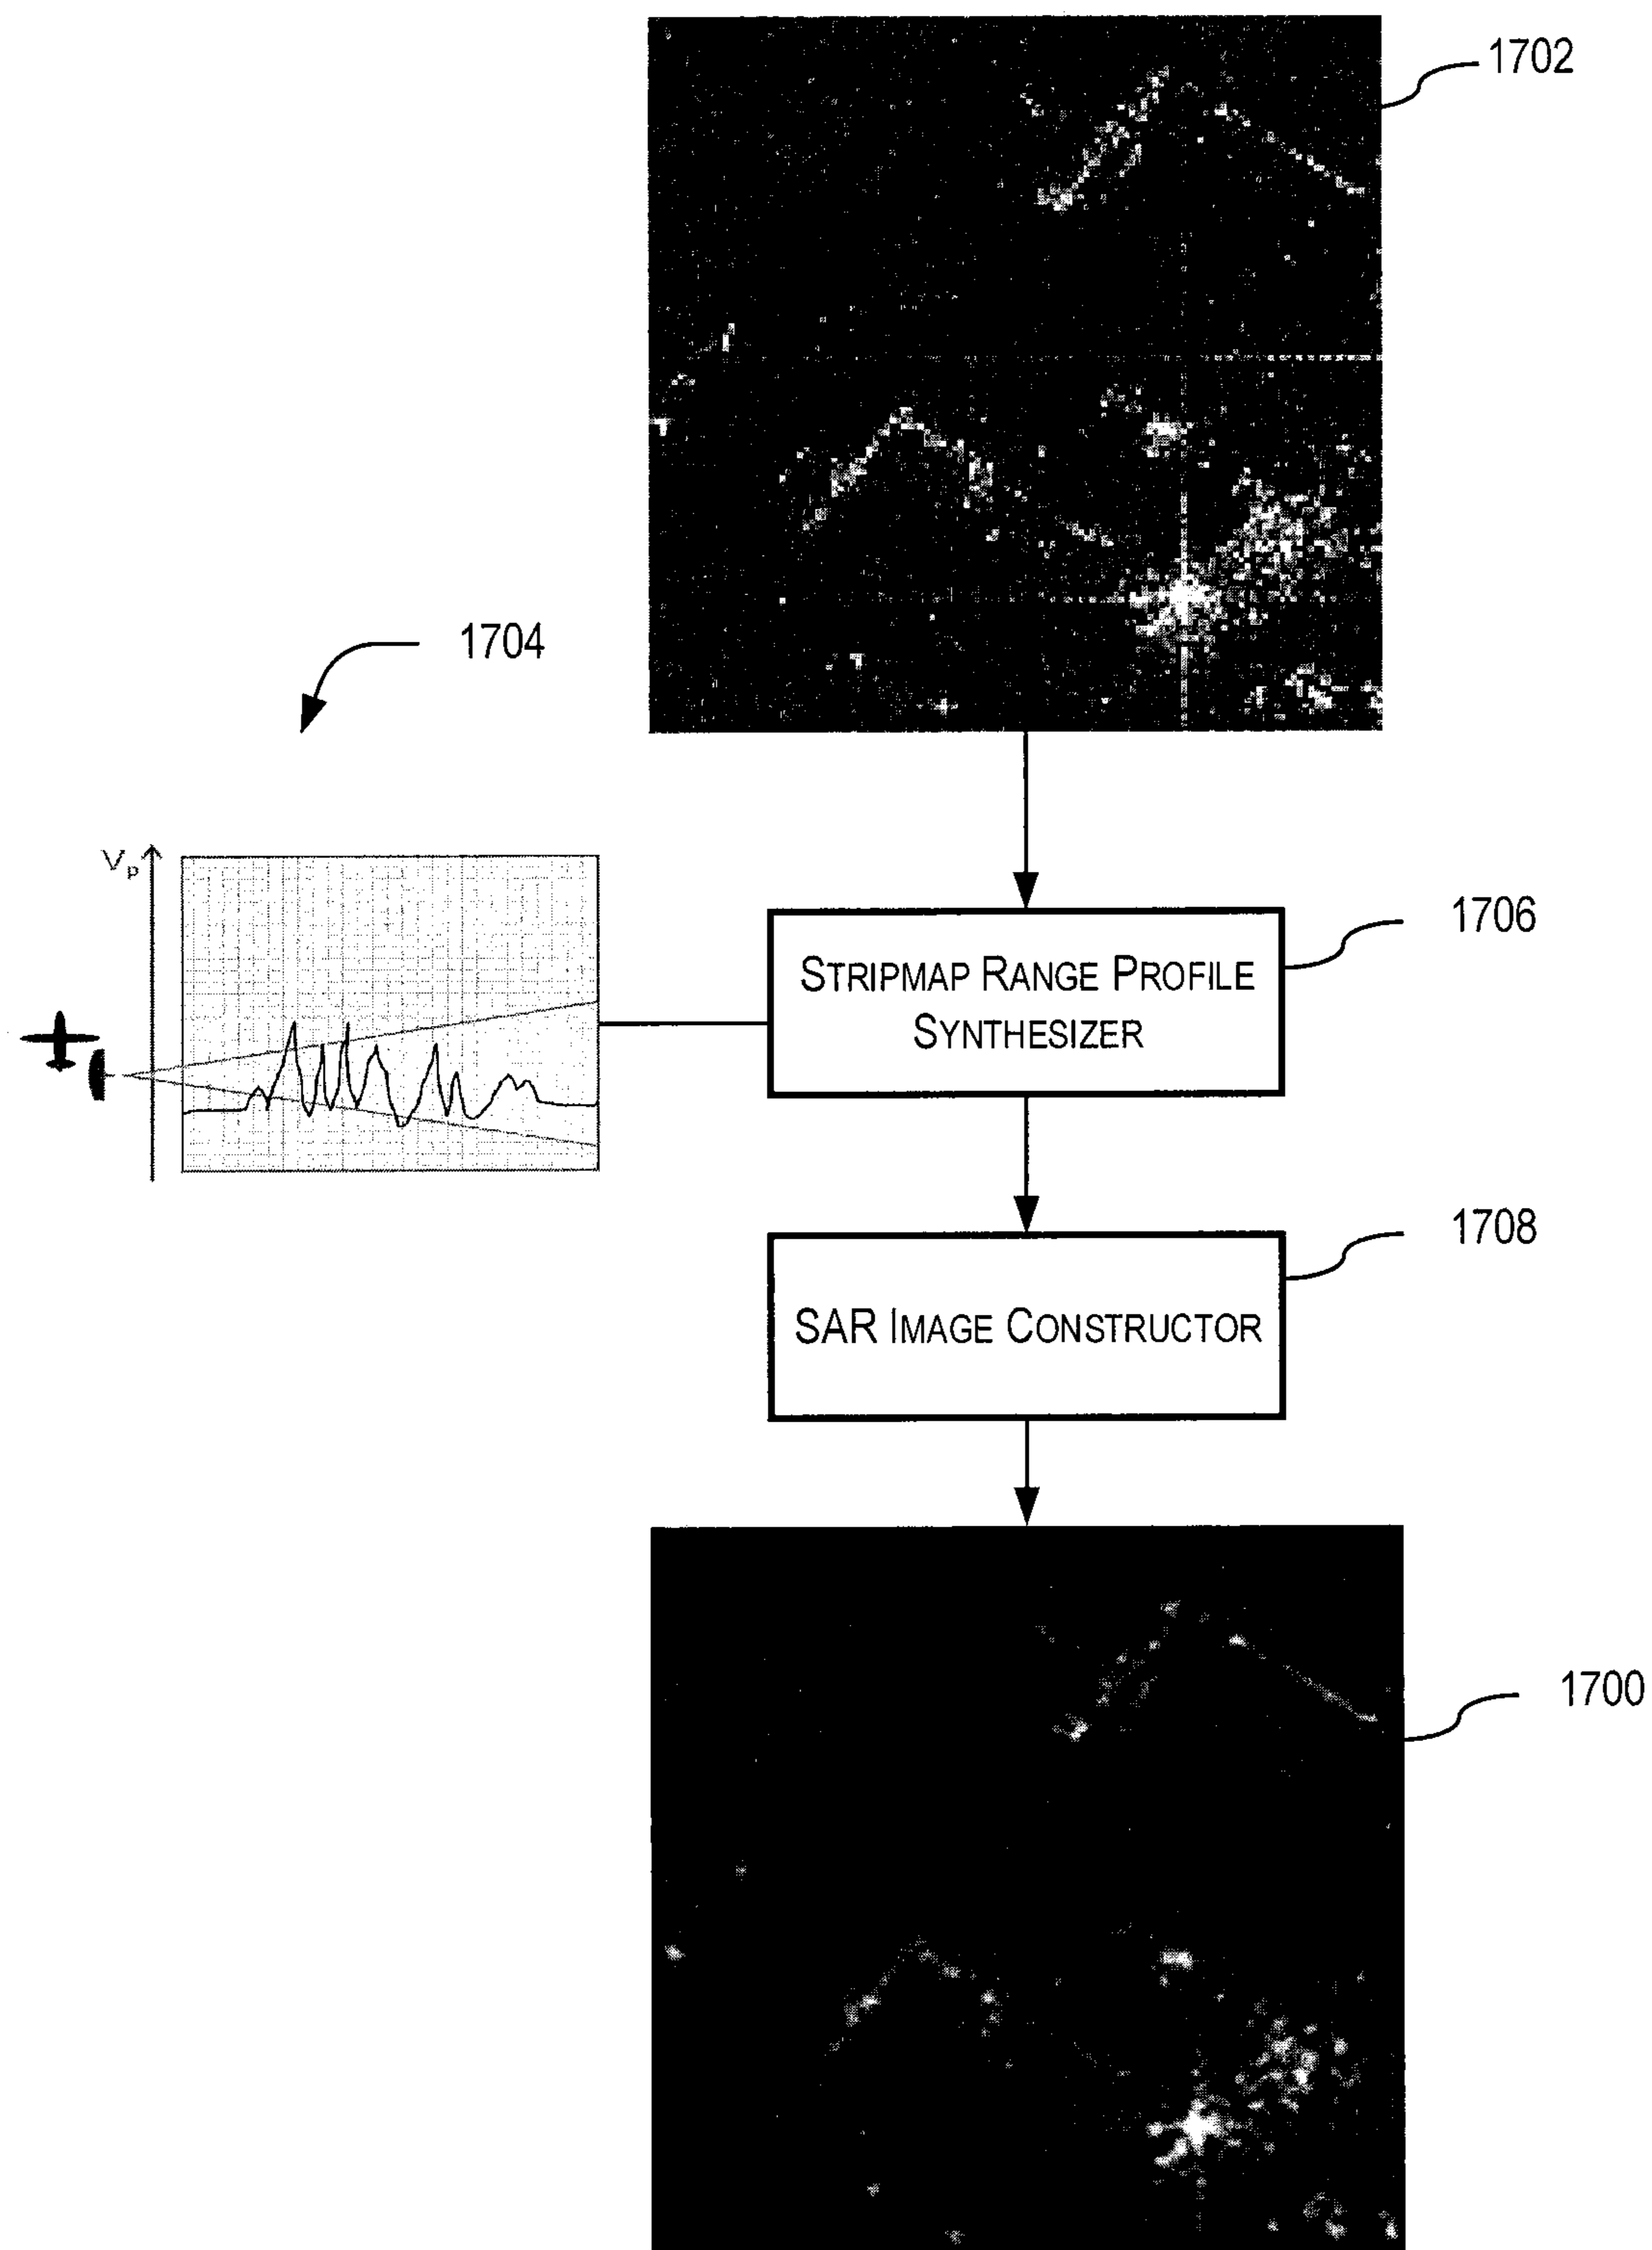 1702
1704
Vp
1706
STRIPMAP RANGE PROFILE
SYNTHESIZER
1708
SAR IMAGE CONSTRUCTOR
1700